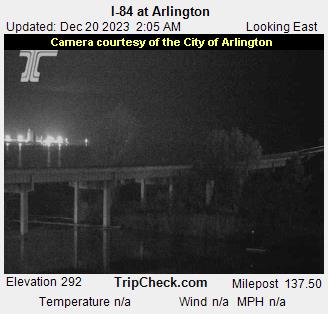 I-84 at Arlington
Updated: Dec 20 2023 2:05 AM Looking East
Camera courtesy of the City of Arlington
Elevation 292 TripCheck.com Milepost 137.50
Temperature n/a Wind n/a MPH n/a